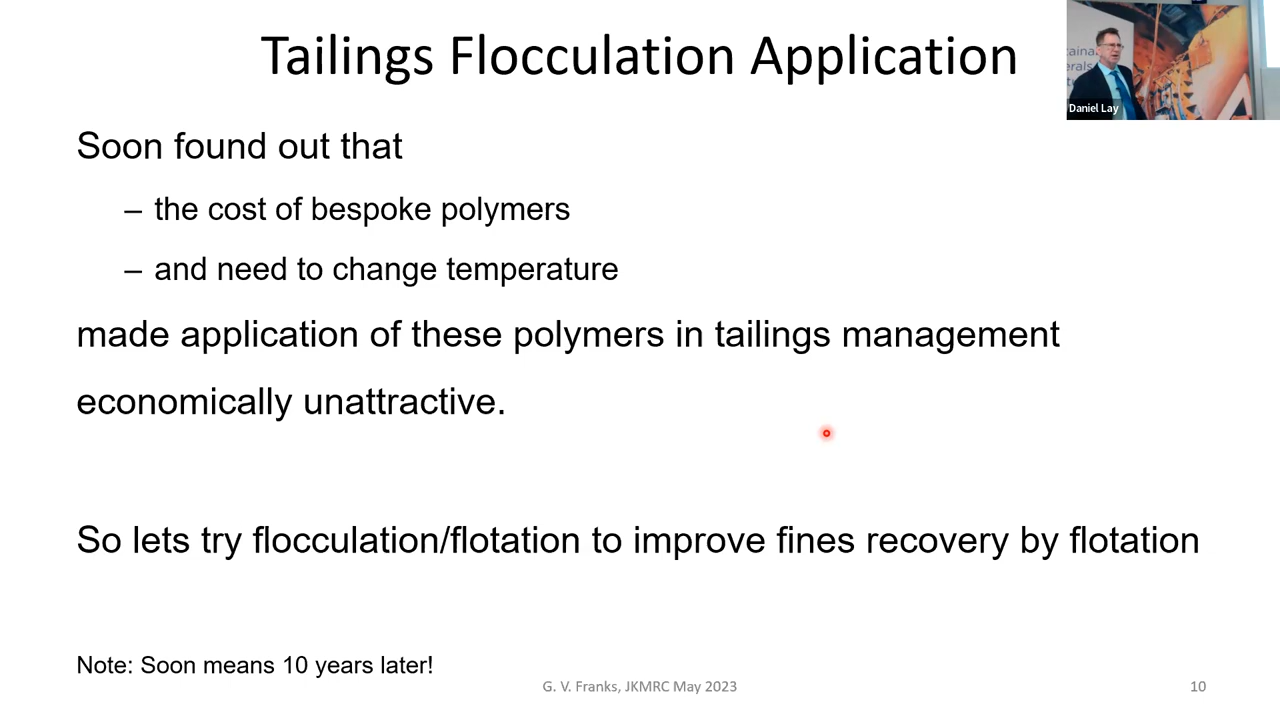 Tailings Flocculation Application
Daniel Lay
Soon found out that
– the cost of bespoke polymers
– and need to change temperature
made application of these polymers in tailings management
economically unattractive.
So lets try flocculation/flotation to improve fines recovery by flotation
Note: Soon means 10 years later!
G. V. Franks, JKMRC May 2023
10